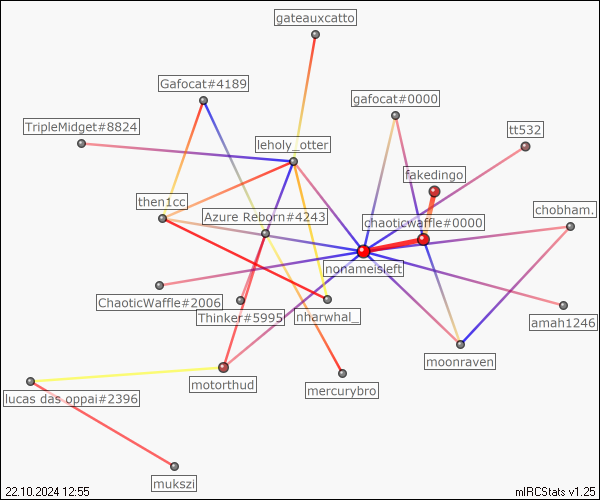 gateauxcatto
Gafocat#4189
gafocat#0000
TripleMidget#8824
tt532
leholy_otter
fakedingo
then1cc
Azure Reborn#4243
chaoticwaffle#0000
chobham.
nonameisleft
ChaoticWaffle#2006
Thinker#5995
nharwhal_
amah1246
moonraven
motorthud
mercurybro
lucas das oppai#2396
mukszi
22.10.2024 12:55
mIRCStats v1.25